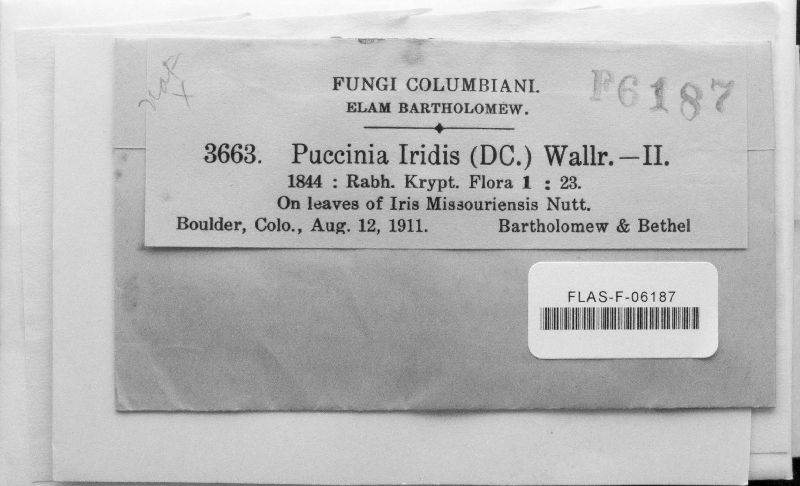 FUNGI COLUMBIANI.
F6187
ELAM BARTHOLOMEW.
3663. Puccinia Iridis (DC.) Wallr.—II.
1844 : Rabh. Krypt. Flora 1 : 23.
On leaves of Iris Missouriensis Nutt.
Boulder, Colo., Aug. 12, 1911. Bartholomew & Bethel
FLAS-F-06187